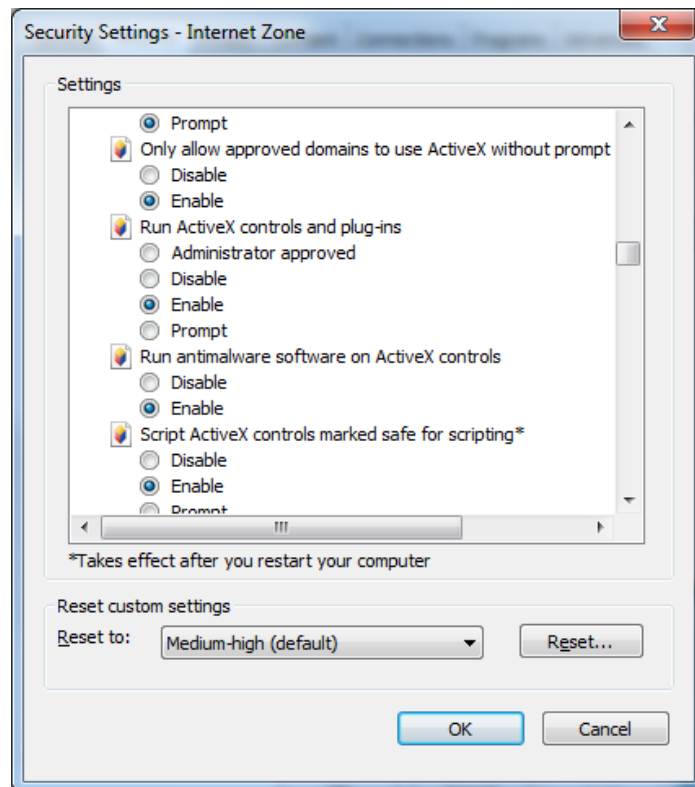 Security Settings - Internet Zone
Settings
Prompt
Only allow approved domains to use ActiveX without prompt
Disable
Enable
Run ActiveX controls and plug-ins
Administrator approved
Disable
Enable
Prompt
Run antimalware software on ActiveX controls
Disable
Enable
Script ActiveX controls marked safe for scripting*
Disable
Enable
Prompt
*Takes effect after you restart your computer
Reset custom settings
Reset to:
Medium-high (default)
Reset...
OK
Cancel